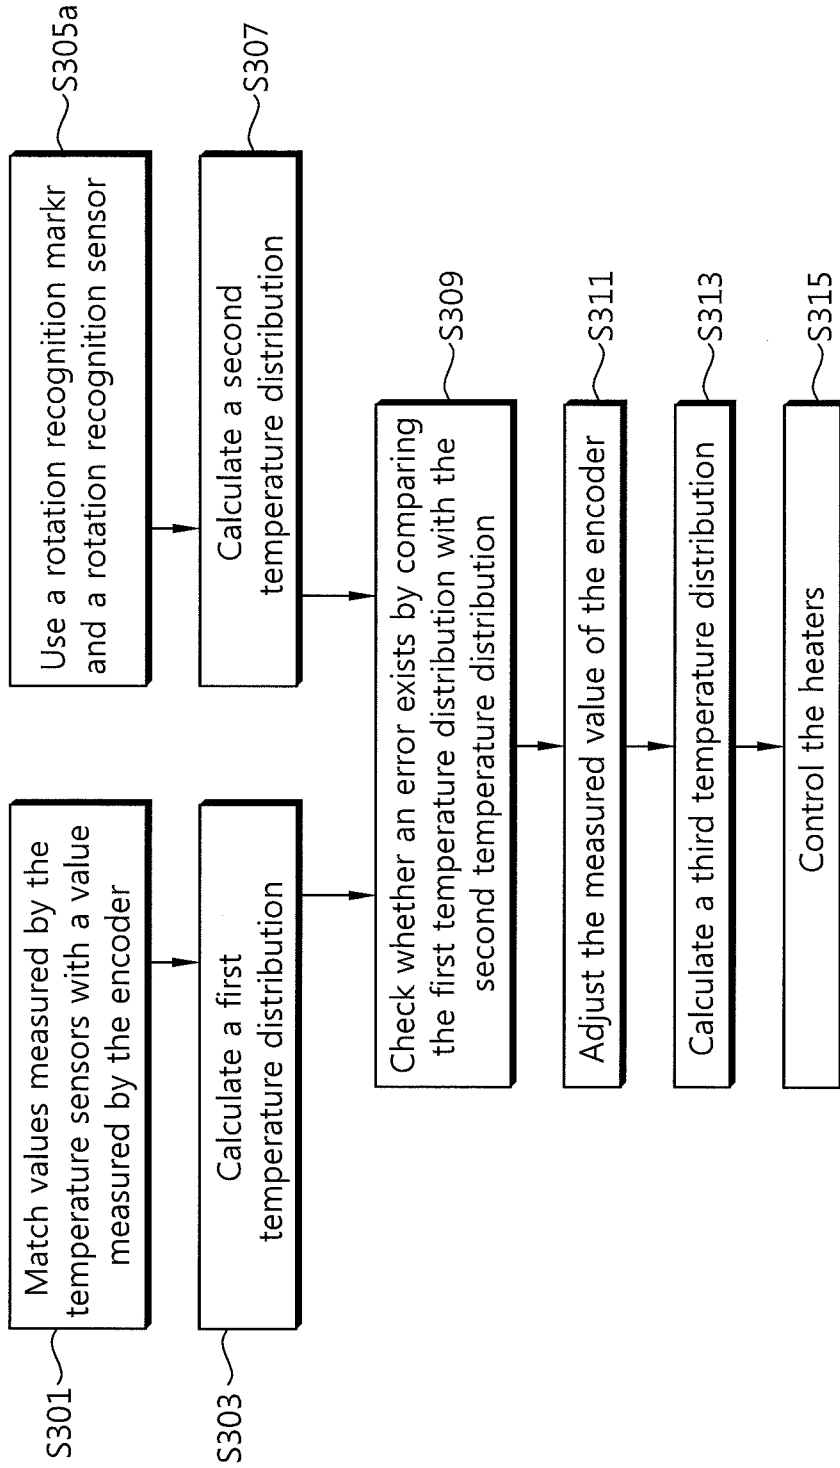 S301
Match values measured by the
temperature sensors with a value
measured by the encoder
Use a rotation recognition markr
and a rotation recognition sensor
S305a
S303
Calculate a first
temperature distribution
Calculate a second
temperature distribution
S307
Check whether an error exists by comparing
the first temperature distribution with the
second temperature distribution
S309
Adjust the measured value of the encoder
S311
Calculate a third temperature distribution
S313
Control the heaters
S315